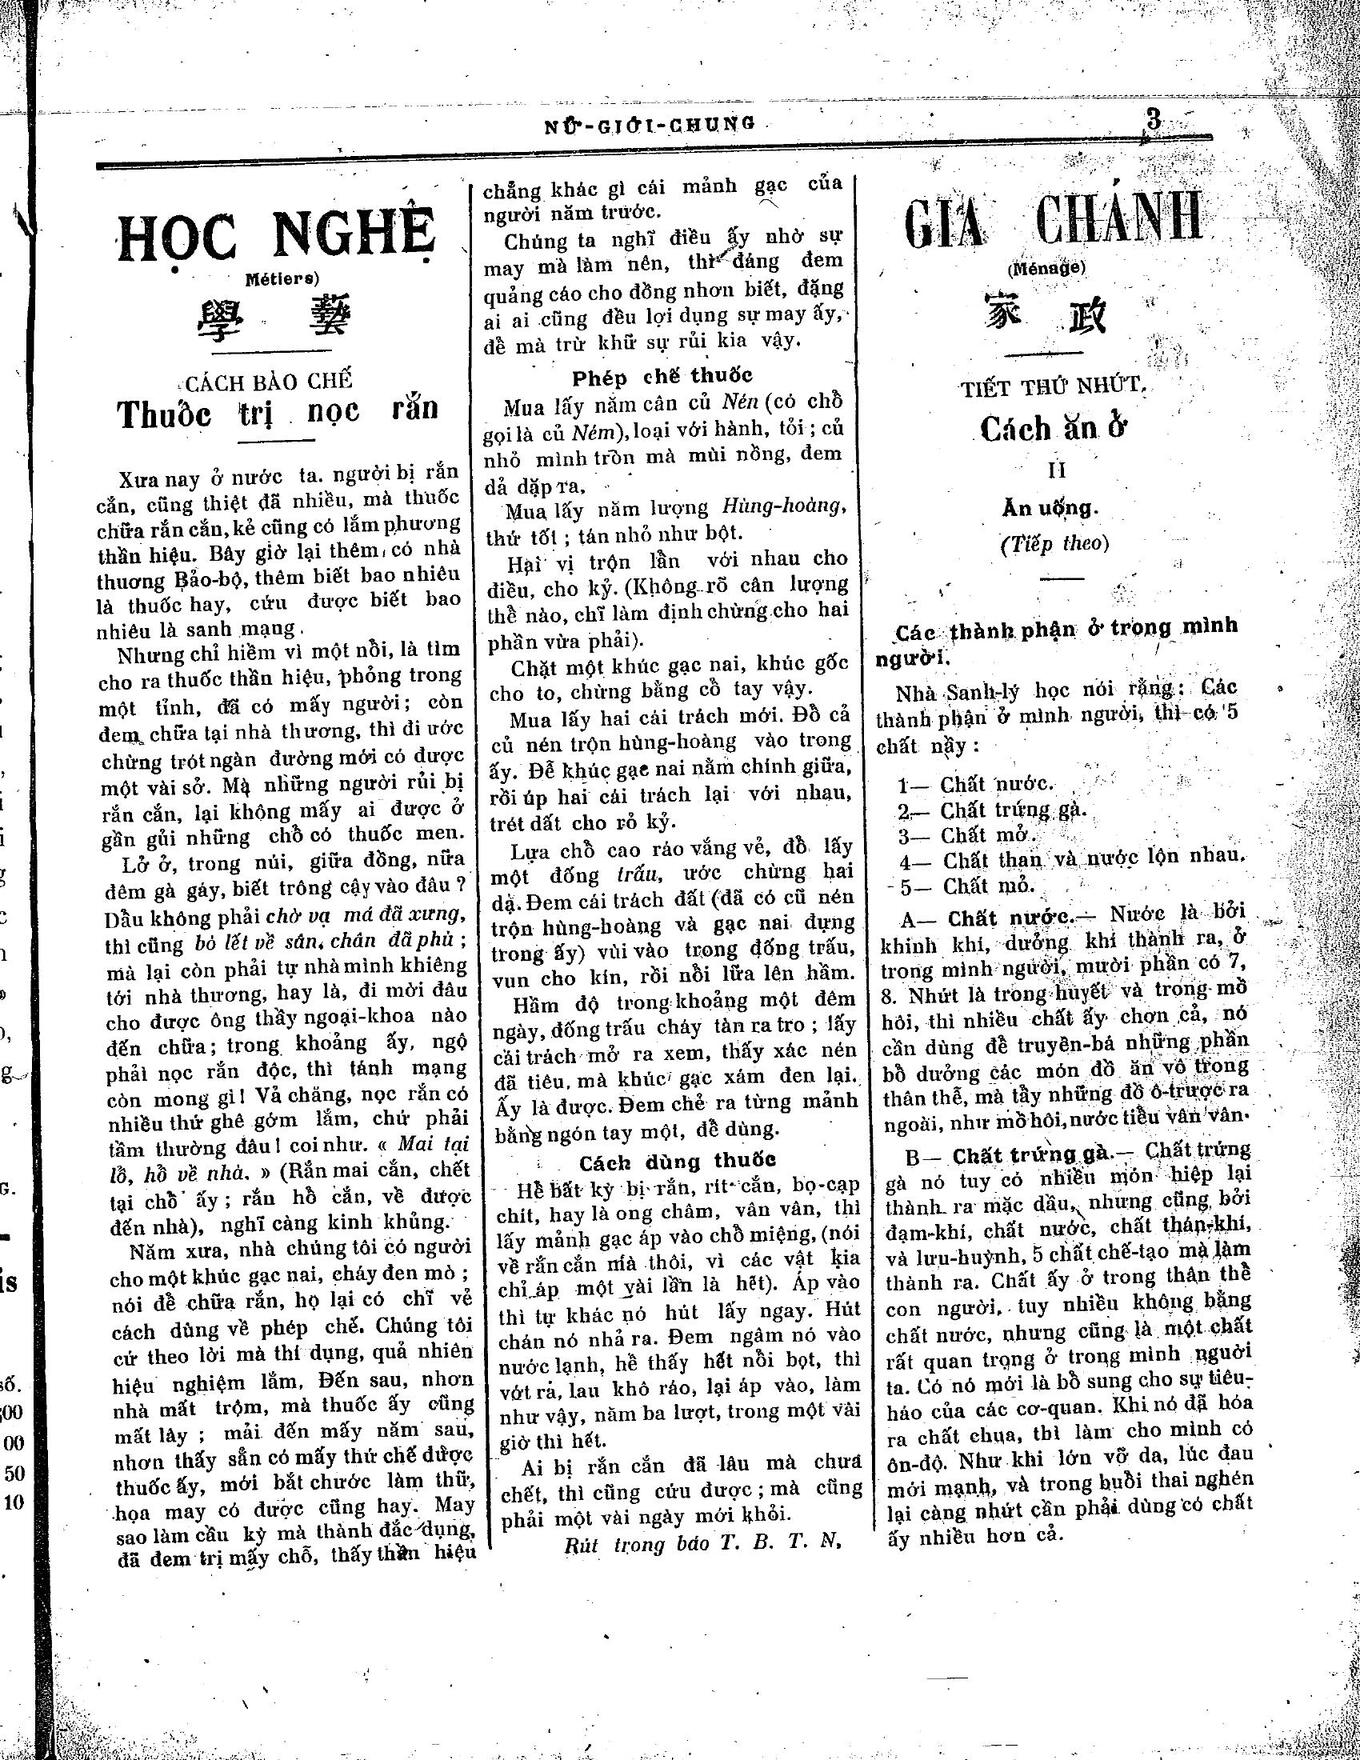 NỮ-GIỚI-CHUNG
3
HỌC NGHỆ
(Métiers)
學 藝
CÁCH BÀO CHẾ
Thuốc trị nọc rắn
Xưa nay ở nước ta. người bị rắn
cắn, cũng thiệt đã nhiều, mà thuốc
chữa rắn cắn, kẻ cũng có lắm phương
thần hiệu. Bây giờ lại thêm có nhà
thuơng Bảo-hộ, thêm biết bao nhiêu
là thuốc hay, cứu được biết bao
nhiêu là sanh mạng.
Nhưng chỉ hiềm vì một nỗi, là tìm
cho ra thuốc thần hiệu, phỏng trong
một tỉnh, đã có mấy người; còn
đem chữa tại nhà thương, thì đi ước
chừng trót ngàn đường mới có được
một vài sở. Mà những người rủi bị
rắn cắn, lại không mấy ai được ở
gần gủi những chỗ có thuốc men.
Lở ở, trong núi, giữa đồng, nữa
đêm gà gáy, biết trông cậy vào đâu ?
Dầu không phải chờ vạ má đã xưng,
thì cũng bò lết về sân, chân đã phù ;
mà lại còn phải tự nhà mình khiêng
tới nhà thương, hay là, đi mời đâu
cho được ông thầy ngoại-khoa nào
đến chữa; trong khoảng ấy, ngộ
phải nọc rắn độc, thì tánh mạng
còn mong gì! Vả chăng, nọc rắn có
nhiều thứ ghê gớm lắm, chứ phải
tầm thường đâu! coi như. « Mai tại
lỗ, hồ về nhà. » (Rắn mai cắn, chết
tại chỗ ấy ; rắn hồ cắn, về được
đến nhà), nghĩ càng kinh khủng.
Năm xưa, nhà chúng tôi có người
cho một khúc gạc nai, cháy đen mò ;
nói để chữa rắn, họ lại có chĩ vẻ
cách dùng về phép chế. Chúng tôi
cứ theo lời mà thí dụng, quả nhiên
hiệu nghiệm lắm, Đến sau, nhơn
nhà mất trộm, mà thuốc ấy cũng
mất lây ; mãi đến mấy năm sau,
nhơn thấy sẵn có mấy thứ chế được
thuốc ấy, mới bắt chước làm thữ,
họa may có được cũng hay. May
sao làm cầu kỳ mà thành đắc dụng,
đã đem trị mấy chỗ, thấy thần hiệu
chẳng khác gì cái mảnh gạc của
người năm trước.
Chúng ta nghĩ điều ấy nhờ sự
may mà làm nên, thì đáng đem
quảng cáo cho đồng nhơn biết, đặng
ai ai cũng đều lợi dụng sự may ấy,
để mà trừ khữ sự rủi kia vậy.
Phép chế thuốc
Mua lấy năm cân củ Nén (có chỗ
gọi là củ Ném), loại với hành, tỏi ; củ
nhỏ mình tròn mà mùi nồng, đem
dả dập ra,
Mua lấy năm lượng Hùng-hoàng,
thứ tốt ; tán nhỏ như bột.
Hai vị trộn lần với nhau cho
điều, cho kỷ. (Không rõ cân lượng
thế nào, chĩ làm định chừng cho hai
phần vừa phải).
Chặt một khúc gạc nai, khúc gốc
cho to, chừng bằng cổ tay vậy.
Mua lấy hai cái trách mới. Đổ cả
củ nén trộn hùng-hoàng vào trong
ấy. Để khúc gạc nai nằm chính giữa,
rồi úp hai cái trách lại với nhau,
trét đất cho rỏ kỷ.
Lựa chỗ cao ráo vắng vẻ, đổ lấy
một đống trấu, ước chừng hai
dạ. Đem cái trách đất (đã có cũ nén
trộn hùng-hoàng và gạc nai đựng
trong ấy) vùi vào trong đống trấu,
vun cho kín, rồi nổi lữa lên hầm.
Hầm độ trong khoảng một đêm
ngày, đống trấu cháy tàn ra tro ; lấy
cái trách mở ra xem, thấy xác nén
đã tiêu, mà khúc gạc xám đen lại.
Ấy là được. Đem chẻ ra từng mảnh
bằng ngón tay một, để dùng.
Cách dùng thuốc
Hễ bất kỳ bị rắn, rít cắn, bọ-cạp
chít, hay là ong châm, vân vân, thì
lấy mảnh gạc áp vào chỗ miệng, (nói
về rắn cắn mà thôi, vì các vật kia
chỉ áp một vài lần là hết). Áp vào
thì tự khác nó hút lấy ngay. Hút
chán nó nhả ra. Đem ngâm nó vào
nước lạnh, hễ thấy hết nổi bọt, thì
vớt ra, lau khô ráo, lại áp vào, làm
như vậy, năm ba lượt, trong một vài
giờ thì hết.
Ai bị rắn cắn đã lâu mà chưa
chết, thì cũng cứu được ; mà cũng
phải một vài ngày mới khỏi.
Rút trong báo T. B. T. N,
GIA CHÁNH
(Ménage)
家 政
TIẾT THỨ NHỨT.
Cách ăn ở
II
Ăn uống.
(Tiếp theo)
Các thành phận ở trong mình
người.
Nhà Sanh-lý học nói rằng : Các
thành phận ở mình người, thì có 5
chất nầy :
1— Chất nước.
2— Chất trứng gà.
3— Chất mở.
4— Chất than và nước lộn nhau.
5— Chất mỏ.
A— Chất nước.— Nước là bởi
khinh khí, dưởng khí thành ra, ở
trong mình người, mười phần có 7,
8. Nhứt là trong huyết và trong mồ
hôi, thì nhiều chất ấy chọn cả, nó
cần dùng để truyền-bá những phần
bổ dưởng các món đồ ăn vô trong
thân thể, mà tẩy những đồ ô-trược ra
ngoài, như mồ hôi, nước tiểu vân vân.
B— Chất trứng gà.— Chất trứng
gà nó tuy có nhiều món hiệp lại
thành ra mặc dầu, nhưng cũng bởi
đạm-khí, chất nước, chất thán-khí,
và lưu-huỳnh, 5 chất chế-tạo mà làm
thành ra. Chất ấy ở trong thân thể
con người, tuy nhiều không bằng
chất nước, nhưng cũng là một chất
rất quan trọng ở trong mình người
ta. Có nó mới là bổ sung cho sự tiêu-
háo của các cơ-quan. Khi nó đã hóa
ra chất chua, thì làm cho mình có
ôn-độ. Như khi lớn vỡ da, lúc đau
mới mạnh, và trong buổi thai nghén
lại càng nhứt cần phải dùng có chất
ấy nhiều hơn cả.